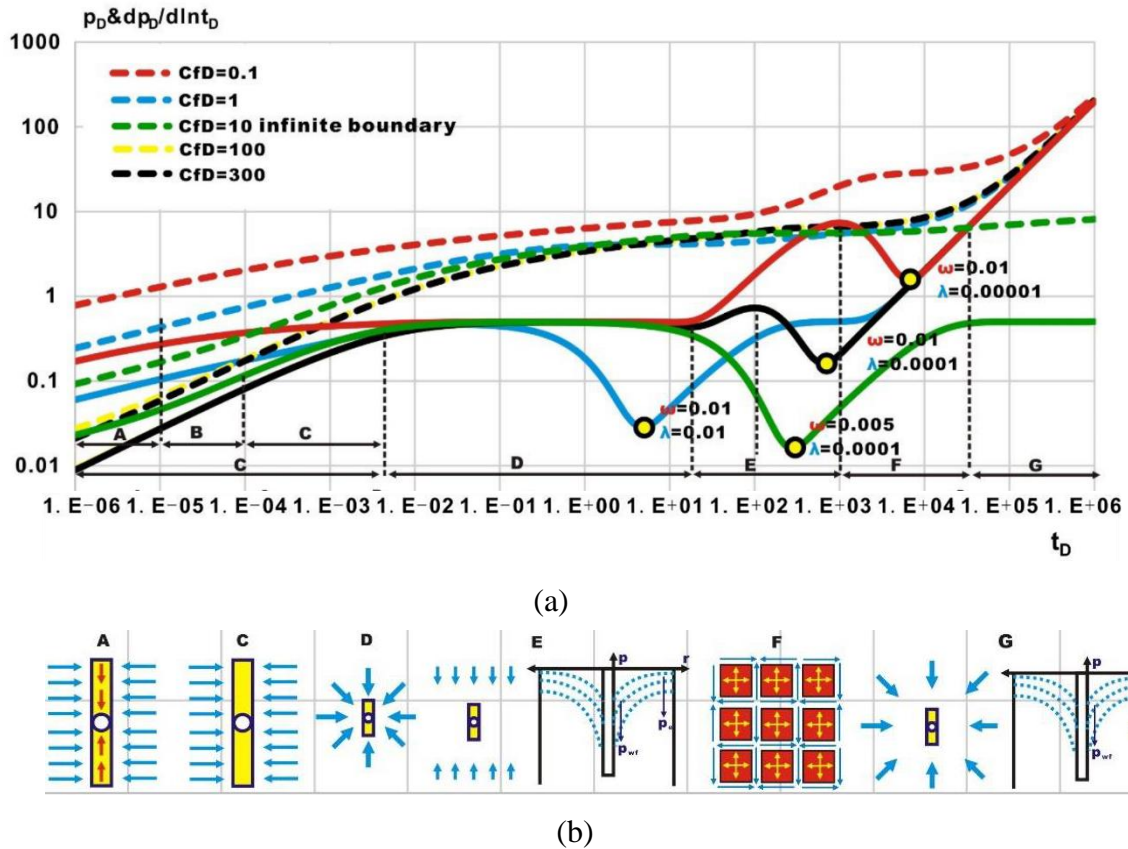 pD&dpD/dlntD
1000
100
10
1
0.1
0.01
CfD=0.1
CfD=1
CfD=10 infinite boundary
CfD=100
CfD=300
ω=0.01
λ=0.00001
ω=0.01
λ=0.0001
ω=0.01
λ=0.01
ω=0.005
λ=0.0001
A B C
C D E F G
1. E-06 1. E-05 1. E-04 1. E-03 1. E-02 1. E-01 1. E+00 1. E+01 1. E+02 1. E+03 1. E+04 1. E+05 1. E+06
tD
(a)
A C D E F G
p r p
pwf pwf
(b)